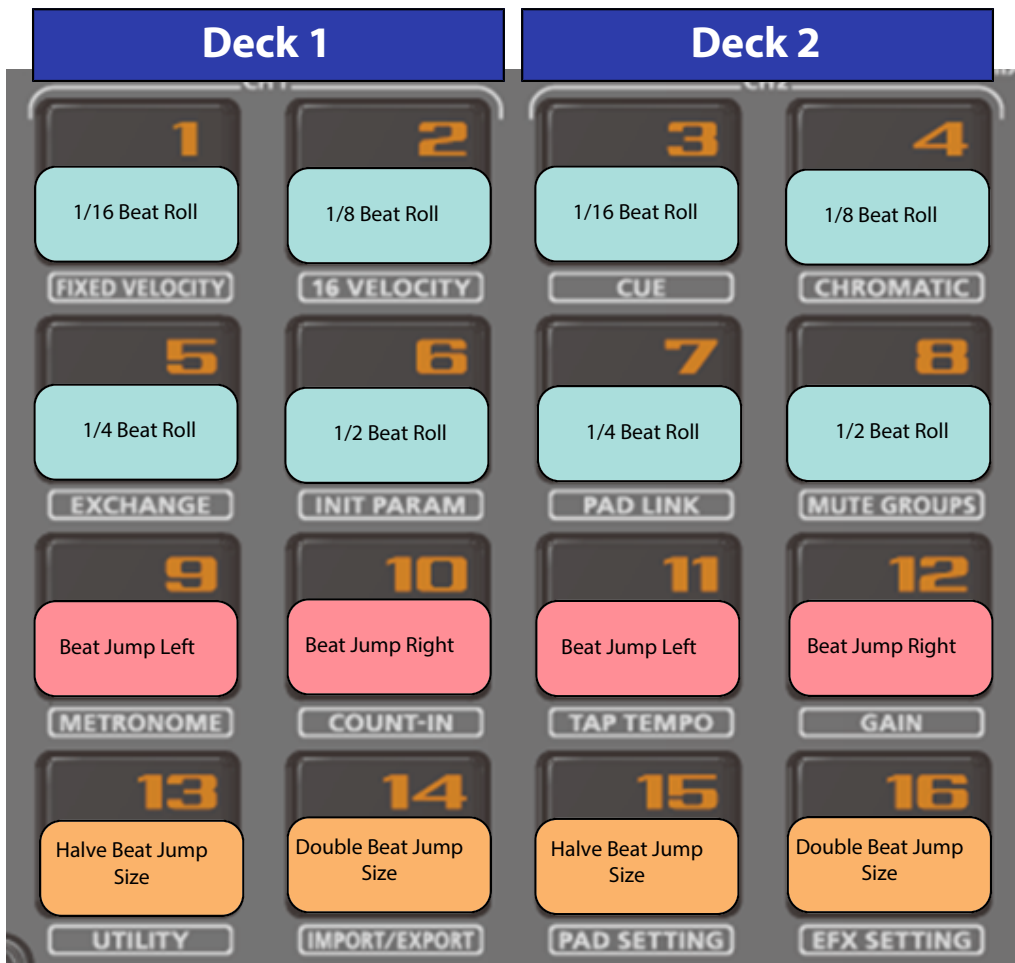 Deck 1 Deck 2
CH1 CH2
1 2 3 4
1/16 Beat Roll 1/8 Beat Roll 1/16 Beat Roll 1/8 Beat Roll
FIXED VELOCITY 16 VELOCITY CUE CHROMATIC
5 6 7 8
1/4 Beat Roll 1/2 Beat Roll 1/4 Beat Roll 1/2 Beat Roll
EXCHANGE INIT PARAM PAD LINK MUTE GROUPS
9 10 11 12
Beat Jump Left Beat Jump Right Beat Jump Left Beat Jump Right
METRONOME COUNT-IN TAP TEMPO GAIN
13 14 15 16
Halve Beat Jump Double Beat Jump Halve Beat Jump Double Beat Jump
Size Size Size Size
UTILITY IMPORT/EXPORT PAD SETTING EFX SETTING